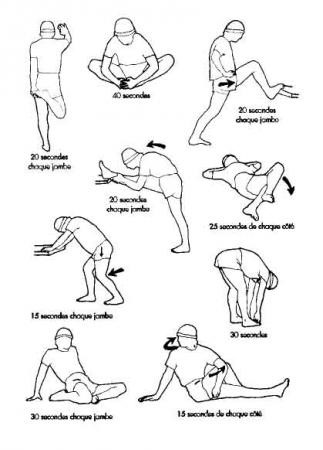 40 secondes
20 secondes
chaque jambe
20 secondes
chaque jambe
20 secondes
chaque jambe
25 secondes de chaque côté
15 secondes chaque jambe
30 secondes
30 secondes chaque jambe
15 secondes de chaque côté